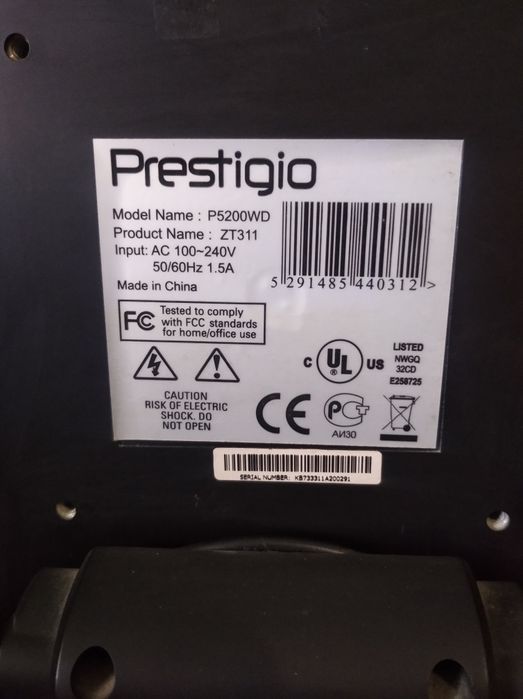 Prestigio
Model Name : P5200WD
Product Name : ZT311
Input: AC 100~240V
50/60Hz 1.5A
Made in China
5 291485 440312 >
FC Tested to comply
with FCC standards
for home/office use
CAUTION
RISK OF ELECTRIC
SHOCK. DO
NOT OPEN
C UL ® US
LISTED
NWGQ
32CD
E258725
CE
РСТ
АИ30
SERIAL NUMBER: KB733311A200291